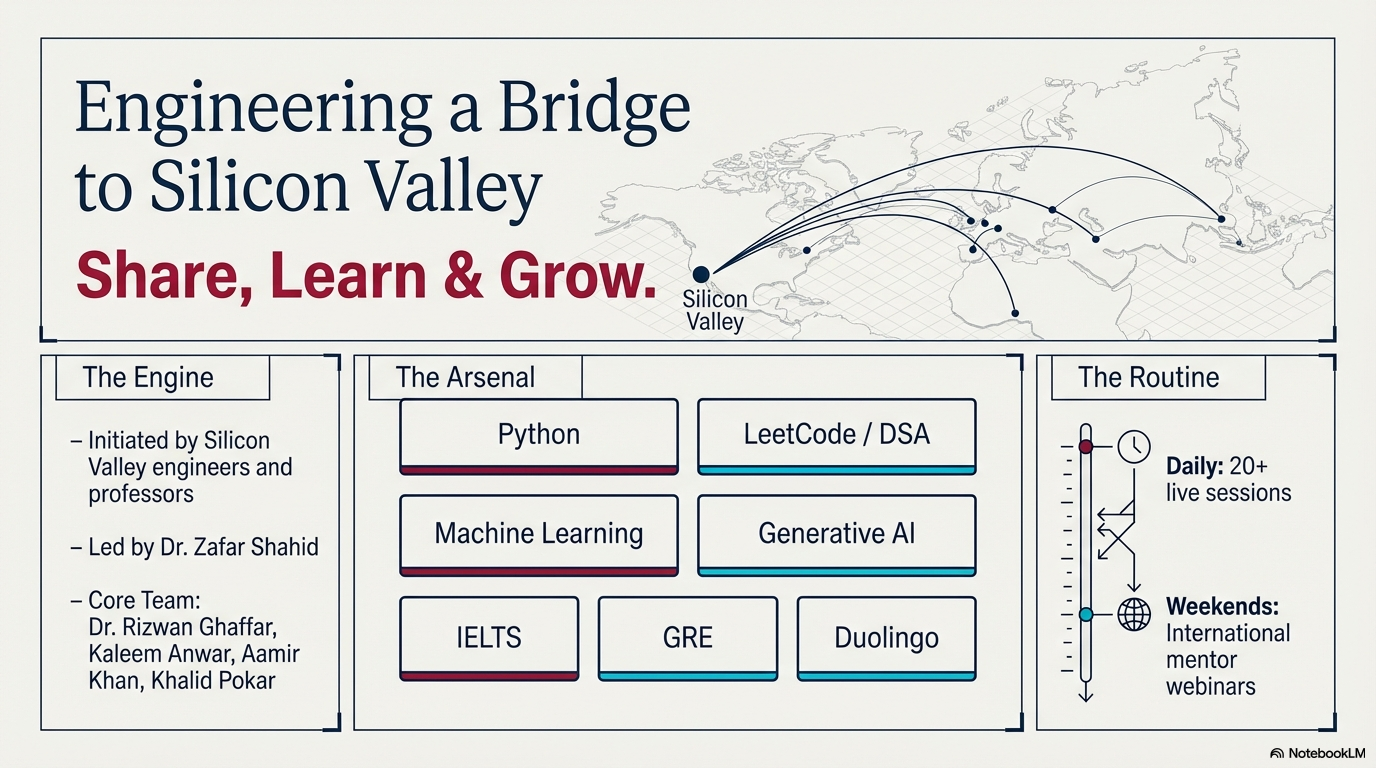 Engineering a Bridge
to Silicon Valley
Share, Learn & Grow.
Silicon
Valley
The Engine
– Initiated by Silicon
Valley engineers and
professors
– Led by Dr. Zafar Shahid
– Core Team:
Dr. Rizwan Ghaffar,
Kaleem Anwar, Aamir
Khan, Khalid Pokar
The Arsenal
Python
LeetCode / DSA
Machine Learning
Generative AI
IELTS
GRE
Duolingo
The Routine
Daily: 20+
live sessions
Weekends:
International
mentor
webinars
NotebookLM